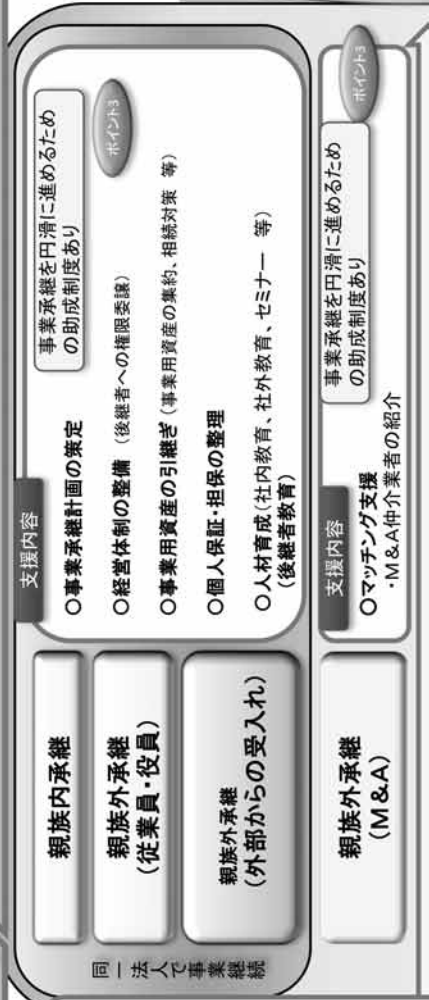 同一法人で事業継続
親族内承継
親族外承継
(従業員・役員)
親族外承継
(外部からの受入れ)
支援内容
事業承継を円滑に進めるため
の助成制度あり
ポイント3
○事業承継計画の策定
○経営体制の整備 (後継者への権限委譲)
○事業用資産の引継ぎ(事業用資産の集約、相続対策 等)
○個人保証・担保の整理
○人材育成(社内教育、社外教育、セミナー 等)
(後継者教育)
親族外承継
(M&A)
支援内容
事業承継を円滑に進めるため
の助成制度あり
ポイント3
○マッチング支援
・M&A仲介業者の紹介